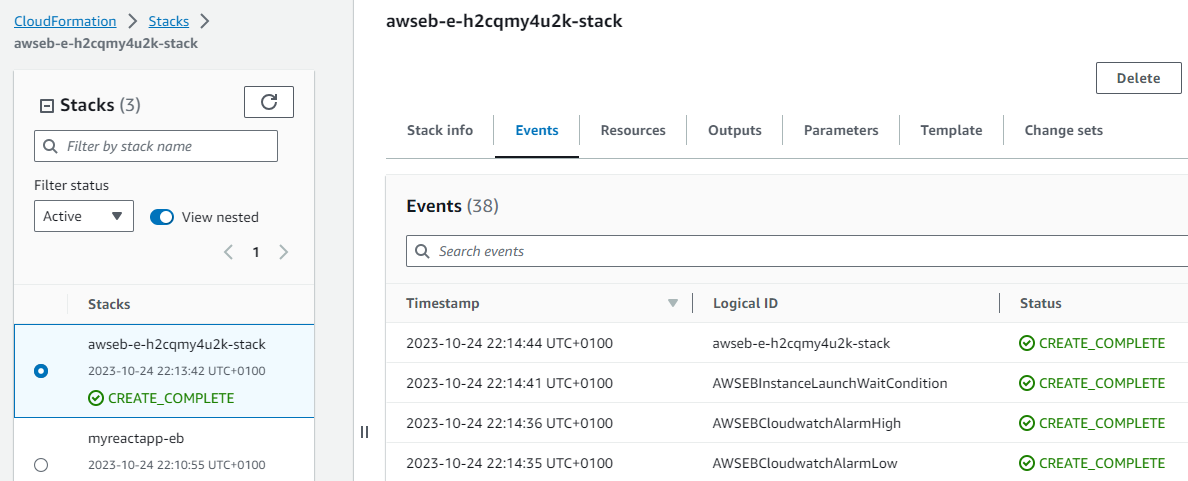 CloudFormation > Stacks >
awseb-e-h2cqmy4u2k-stack
Stacks (3)
Filter by stack name
Filter status
Active View nested
1
Stacks
awseb-e-h2cqmy4u2k-stack
2023-10-24 22:13:42 UTC+0100
CREATE_COMPLETE
myreactapp-eb
2023-10-24 22:10:55 UTC+0100
awseb-e-h2cqmy4u2k-stack
Delete
Stack info Events Resources Outputs Parameters Template Change sets
Events (38)
Search events
Timestamp Logical ID Status
2023-10-24 22:14:44 UTC+0100 awseb-e-h2cqmy4u2k-stack CREATE_COMPLETE
2023-10-24 22:14:41 UTC+0100 AWSEBInstanceLaunchWaitCondition CREATE_COMPLETE
2023-10-24 22:14:36 UTC+0100 AWSEBCloudwatchAlarmHigh CREATE_COMPLETE
2023-10-24 22:14:35 UTC+0100 AWSEBCloudwatchAlarmLow CREATE_COMPLETE